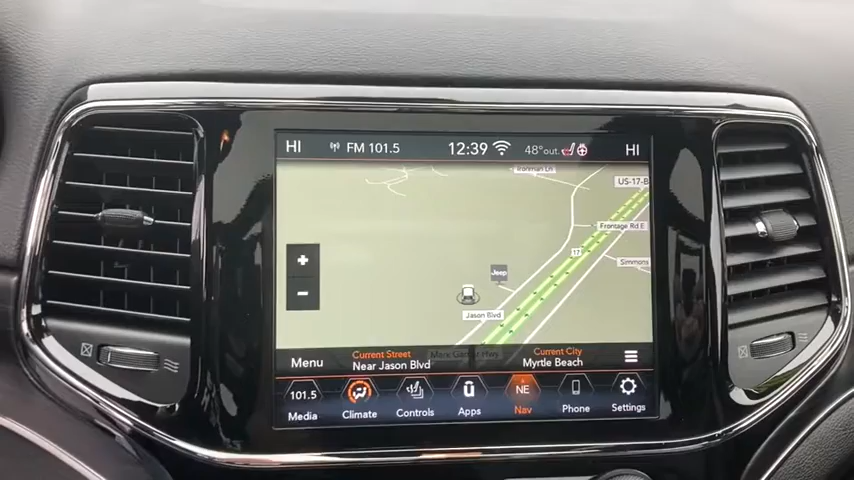 HI FM 101.5 12:39 48°out. HI
US-17-B
Frontage Rd E
17
Simmons
Jeep
Jason Blvd
Menu
Current Street
Near Jason Blvd
Current City
Myrtle Beach
101.5
Media
Climate
Controls
Apps
NE
Nav
Phone
Settings